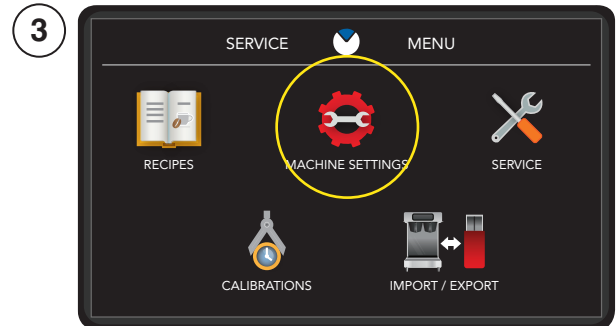 3
SERVICE MENU
RECIPES
MACHINE SETTINGS
SERVICE
CALIBRATIONS
IMPORT / EXPORT